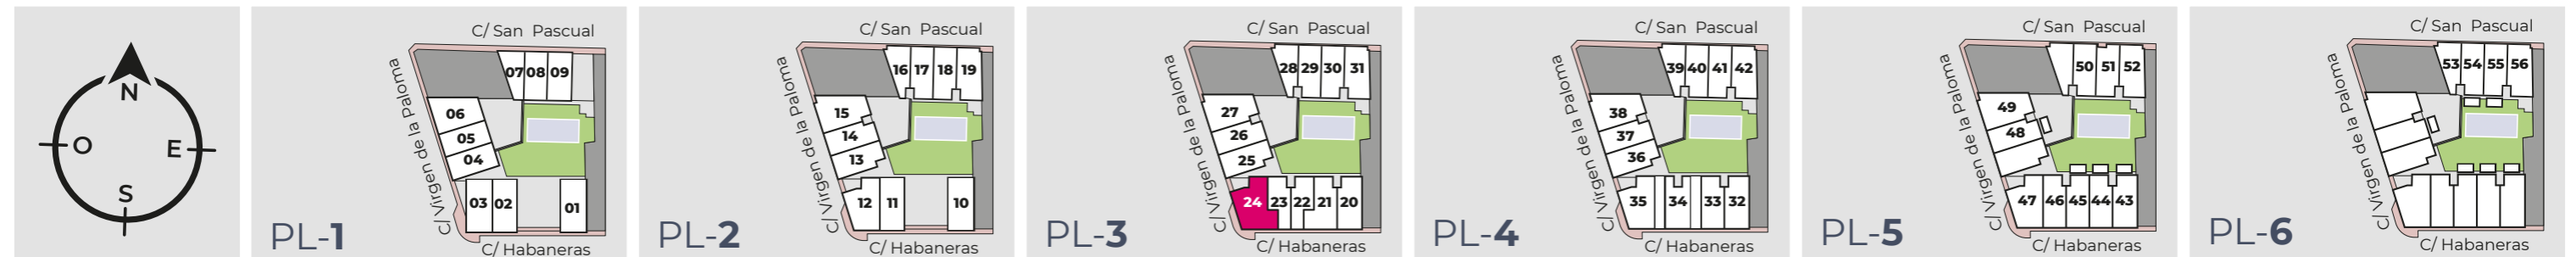 N
O
E
S
C/ San Pascual
C/Virgen de la Paloma
07 08 09
06
05
04
03 02
01
C/ Habaneras
PL-1
C/ San Pascual
C/Virgen de la Paloma
16 17 18 19
15
14
13
12 11
10
C/ Habaneras
PL-2
C/ San Pascual
C/Virgen de la Paloma
28 29 30 31
27
26
25
24 23 22 21 20
C/ Habaneras
PL-3
C/ San Pascual
C/Virgen de la Paloma
39 40 41 42
38
37
36
35 34 33 32
C/ Habaneras
PL-4
C/ San Pascual
C/Virgen de la Paloma
50 51 52
49
48
47 46 45 44 43
C/ Habaneras
PL-5
C/ San Pascual
C/Virgen de la Paloma
53 54 55 56
C/ Habaneras
PL-6